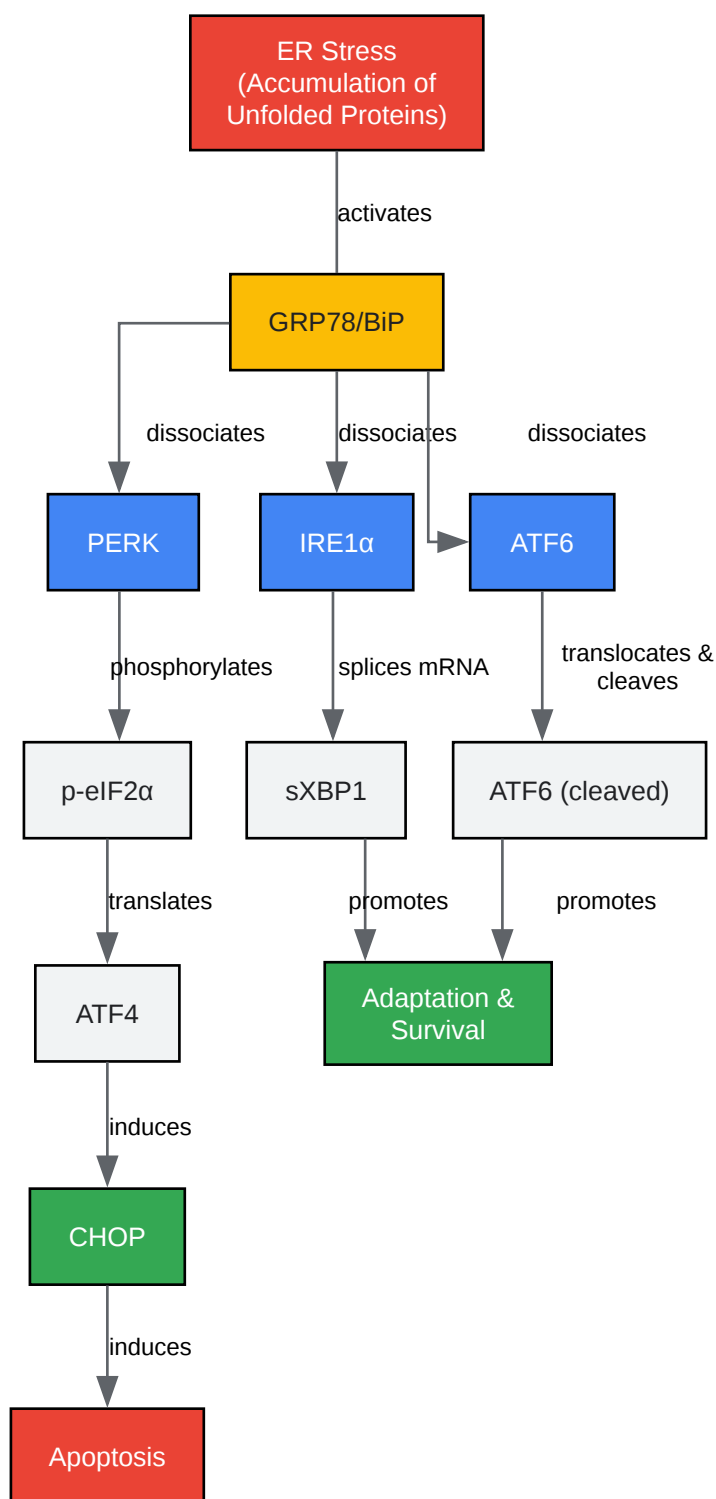 ER Stress
(Accumulation of
Unfolded Proteins)
activates
GRP78/BiP
dissociates
dissociates
dissociates
PERK
IRE1α
ATF6
phosphorylates
splices mRNA
translocates &
cleaves
p-eIF2α
sXBP1
ATF6 (cleaved)
translates
promotes
promotes
ATF4
Adaptation &
Survival
induces
CHOP
induces
Apoptosis